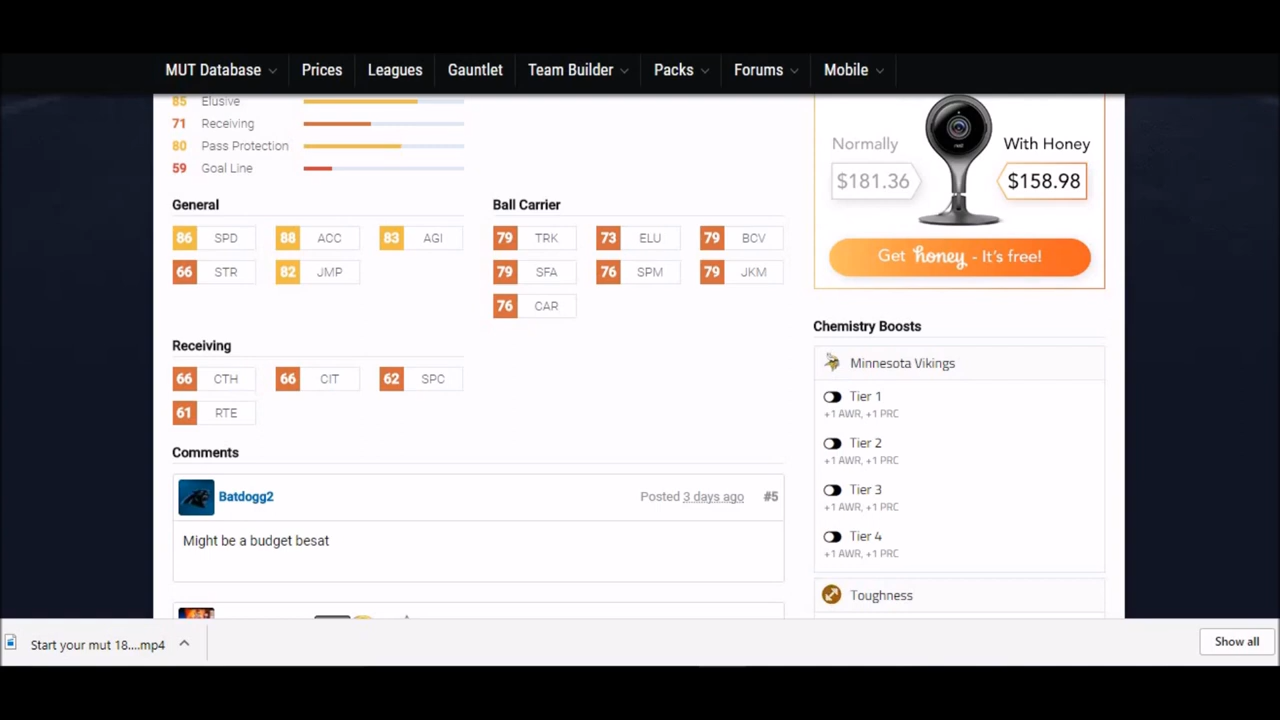 MUT Database Prices Leagues Gauntlet Team Builder Packs Forums Mobile
85 Elusive
71 Receiving
80 Pass Protection
59 Goal Line
General
86 SPD 88 ACC 83 AGI
66 STR 82 JMP
Ball Carrier
79 TRK 73 ELU 79 BCV
79 SFA 76 SPM 79 JKM
76 CAR
Receiving
66 CTH 66 CIT 62 SPC
61 RTE
Comments
Batdogg2 Posted 3 days ago #5
Might be a budget besat
Normally With Honey
$181.36 $158.98
Get honey - It's free!
Chemistry Boosts
Minnesota Vikings
Tier 1
+1 AWR, +1 PRC
Tier 2
+1 AWR, +1 PRC
Tier 3
+1 AWR, +1 PRC
Tier 4
+1 AWR, +1 PRC
Toughness
Start your mut 18....mp4 Show all